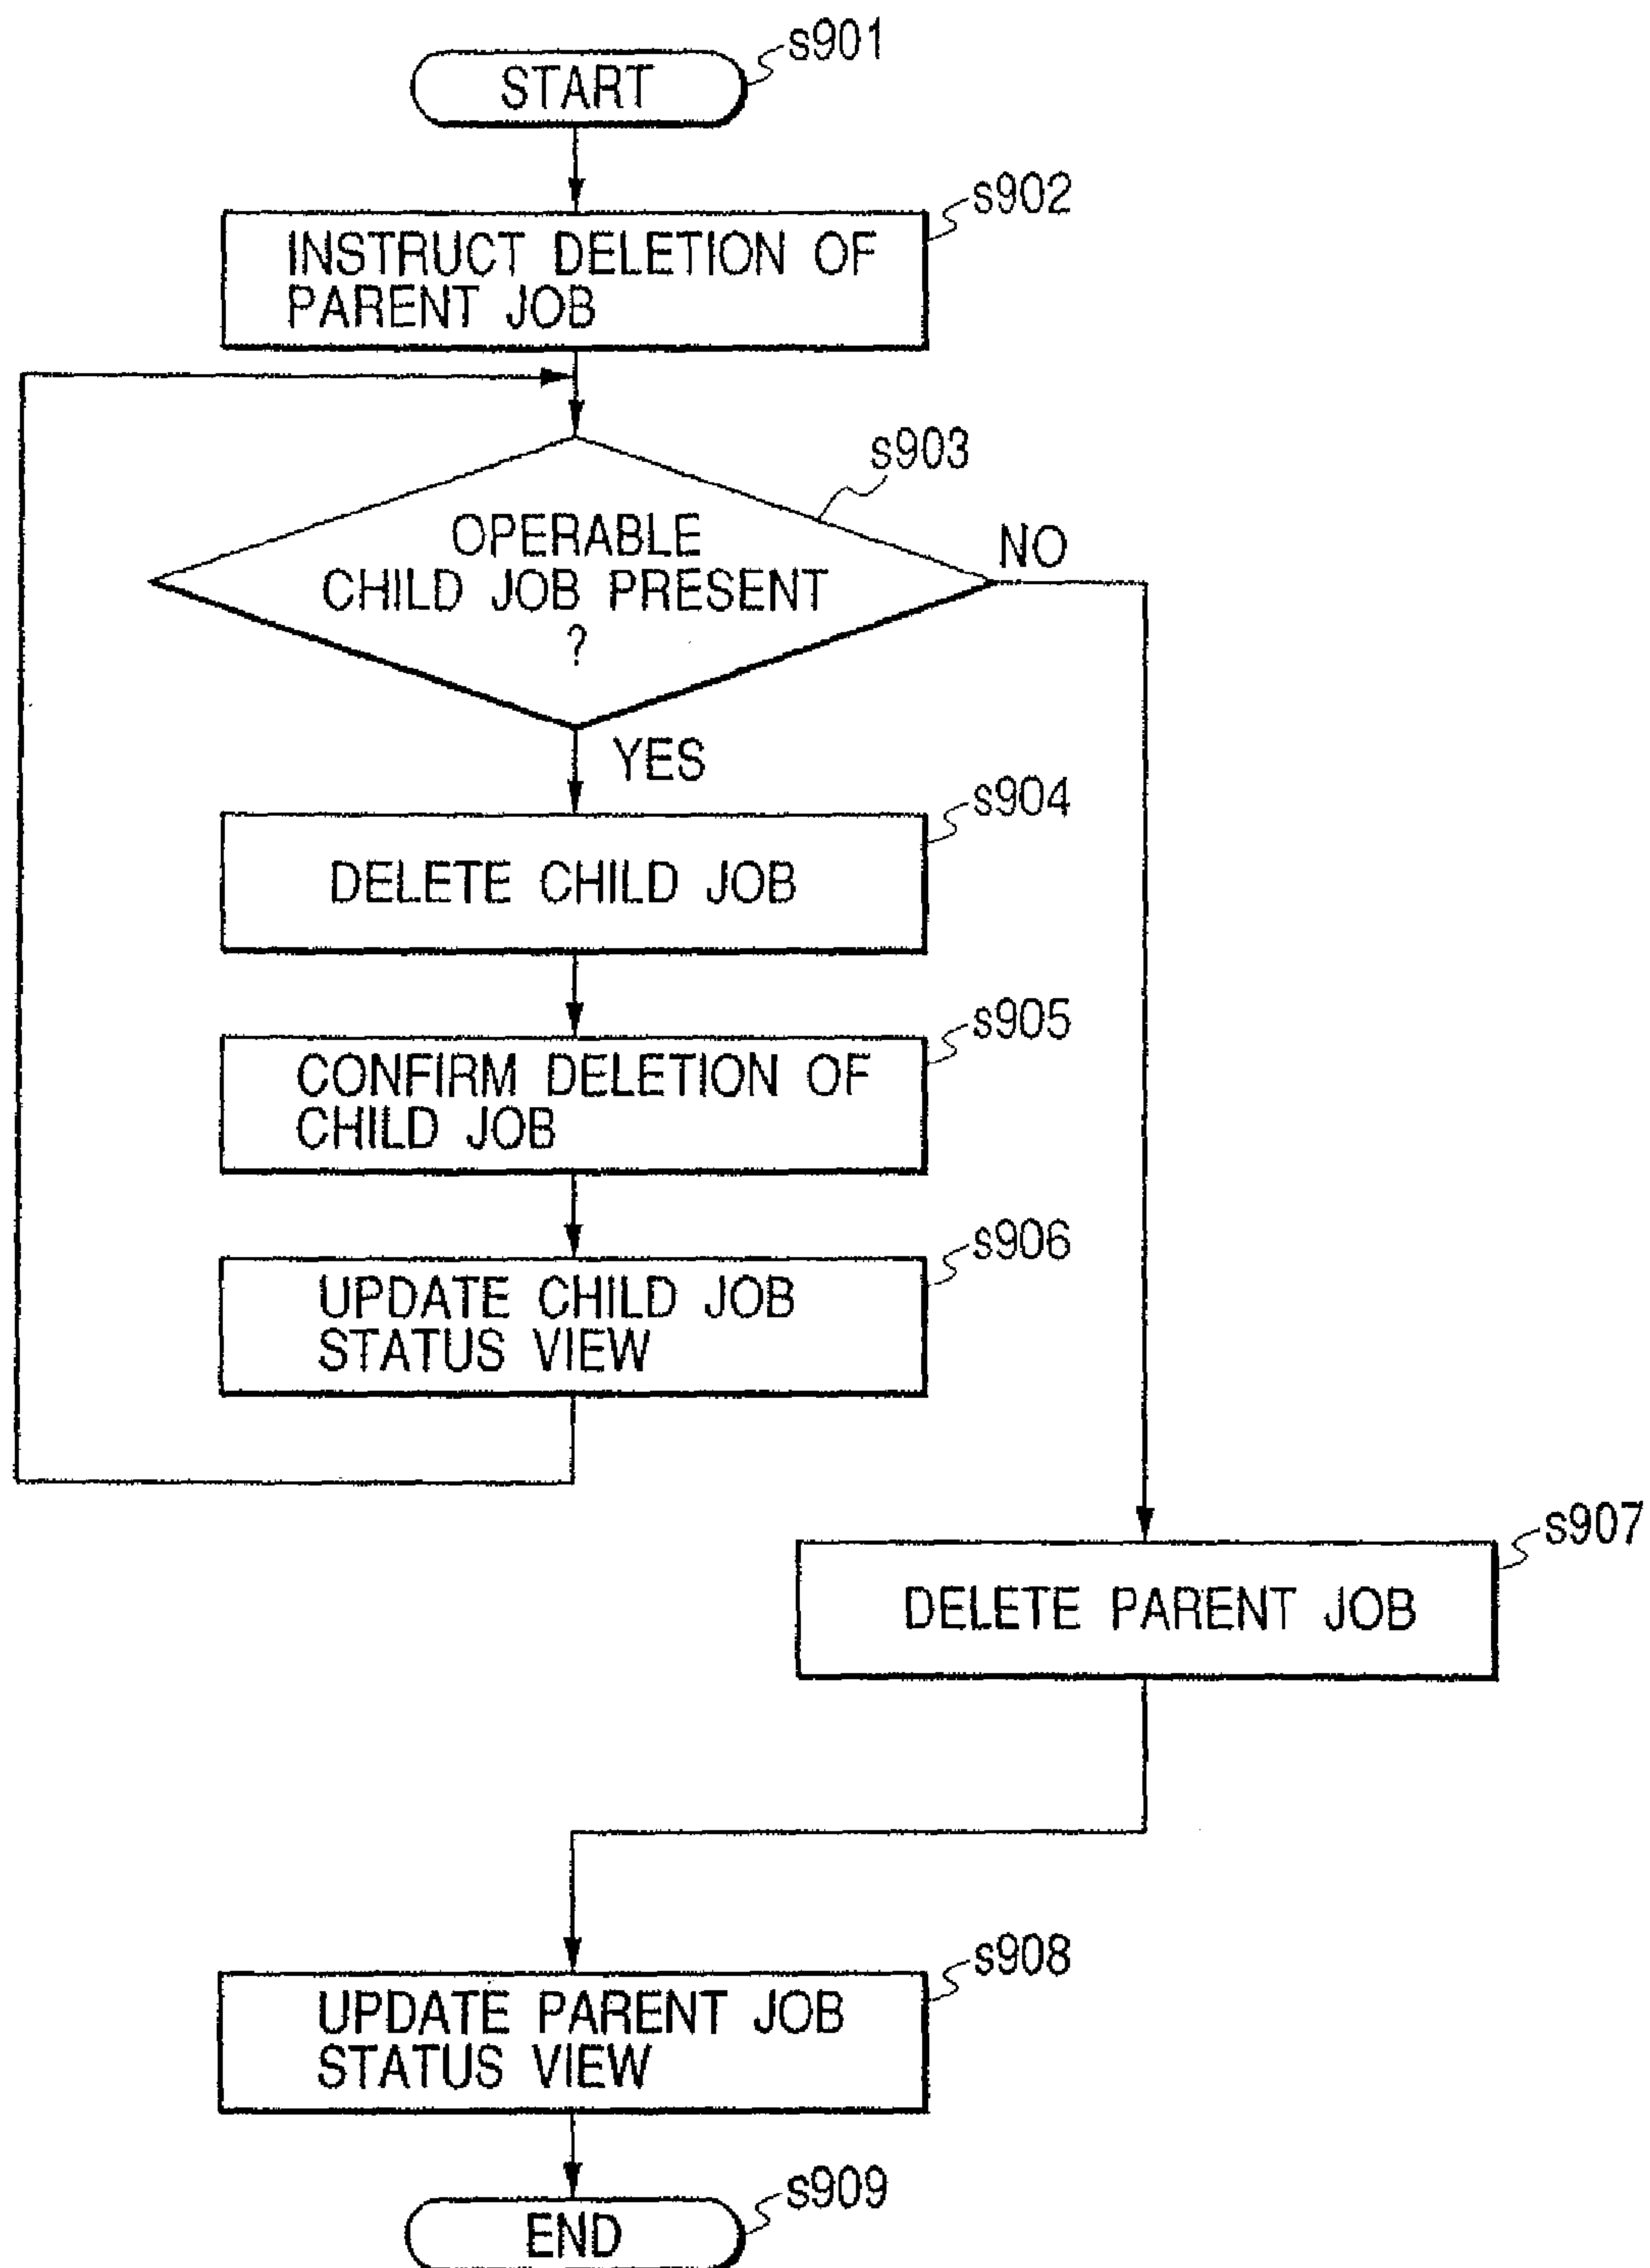 s901
START
s902
INSTRUCT DELETION OF
PARENT JOB
s903
OPERABLE
CHILD JOB PRESENT
?
NO
YES
s904
DELETE CHILD JOB
s905
CONFIRM DELETION OF
CHILD JOB
s906
UPDATE CHILD JOB
STATUS VIEW
s907
DELETE PARENT JOB
s908
UPDATE PARENT JOB
STATUS VIEW
s909
END